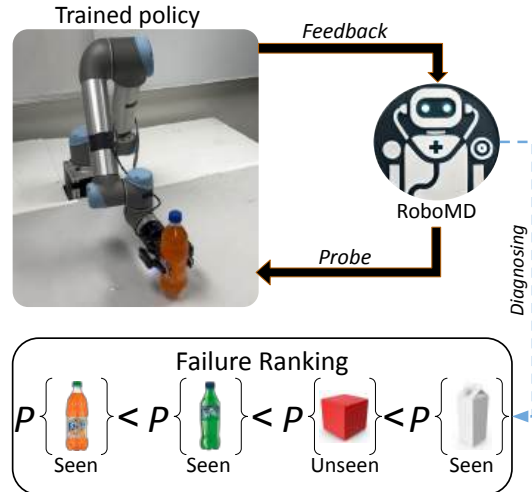 Trained policy
Feedback
RoboMD
Probe
Diagnosing
Failure Ranking
P { } < P { } < P { } < P { }
Seen Seen Unseen Seen